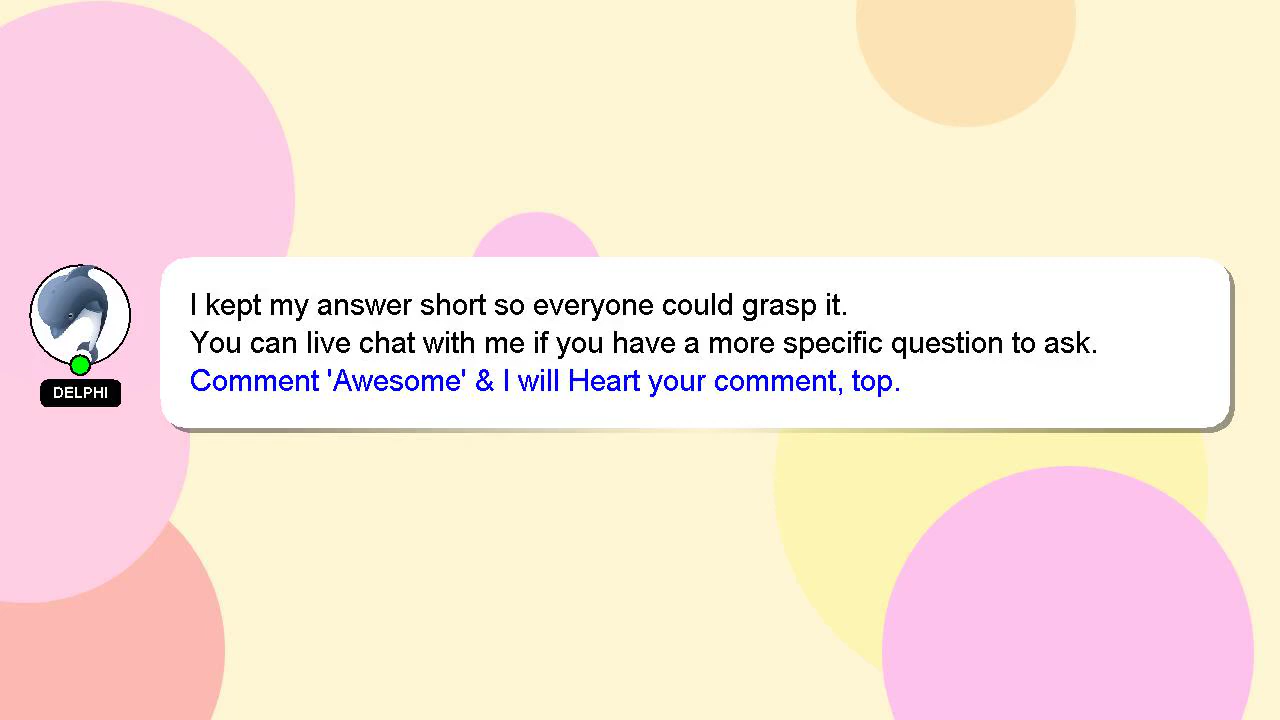 I kept my answer short so everyone could grasp it.
You can live chat with me if you have a more specific question to ask.
Comment 'Awesome' & I will Heart your comment, top.
DELPHI